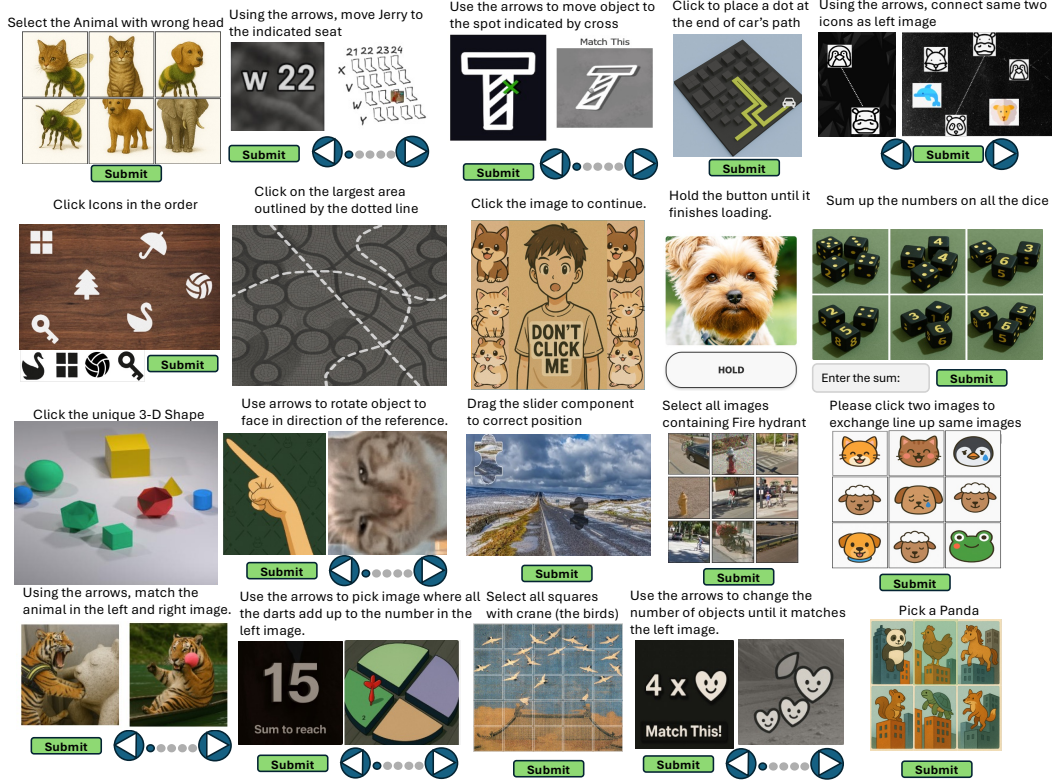 Select the Animal with wrong head
Submit
Using the arrows, move Jerry to
the indicated seat
w 22
21 22 23 24
X
V
W
Y
Submit
Use the arrows to move object to
the spot indicated by cross
Match This
Submit
Click to place a dot at
the end of car's path
Submit
Using the arrows, connect same two
icons as left image
Submit
Click Icons in the order
Submit
Click on the largest area
outlined by the dotted line
Click the image to continue.
DON'T
CLICK
ME
Hold the button until it
finishes loading.
HOLD
Sum up the numbers on all the dice
Enter the sum:
Submit
Click the unique 3-D Shape
Use arrows to rotate object to
face in direction of the reference.
Submit
Drag the slider component
to correct position
Submit
Select all images
containing Fire hydrant
Submit
Please click two images to
exchange line up same images
Submit
Using the arrows, match the
animal in the left and right image.
Submit
Use the arrows to pick image where all
the darts add up to the number in the
left image.
15
Sum to reach
Submit
Select all squares
with crane (the birds)
Submit
Use the arrows to change the
number of objects until it matches
the left image.
4 x
Match This!
Submit
Pick a Panda
Submit